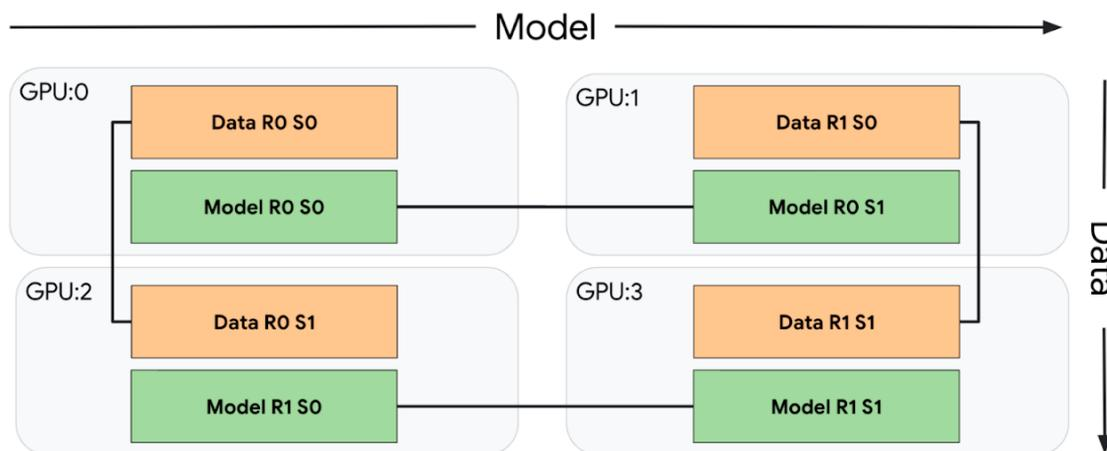 Model
GPU:0
Data R0 S0
Model R0 S0
GPU:1
Data R1 S0
Model R0 S1
Data
GPU:2
Data R0 S1
Model R1 S0
GPU:3
Data R1 S1
Model R1 S1